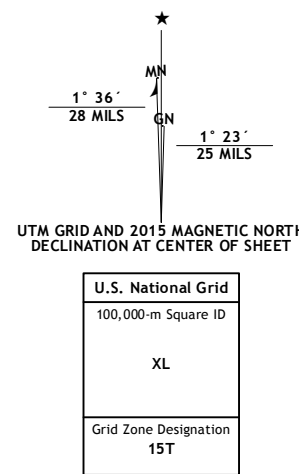 ★
MN
1° 36´
28 MILS
GN
1° 23´
25 MILS
UTM GRID AND 2015 MAGNETIC NORTH
DECLINATION AT CENTER OF SHEET
U.S. National Grid
100,000-m Square ID
XL
Grid Zone Designation
15T